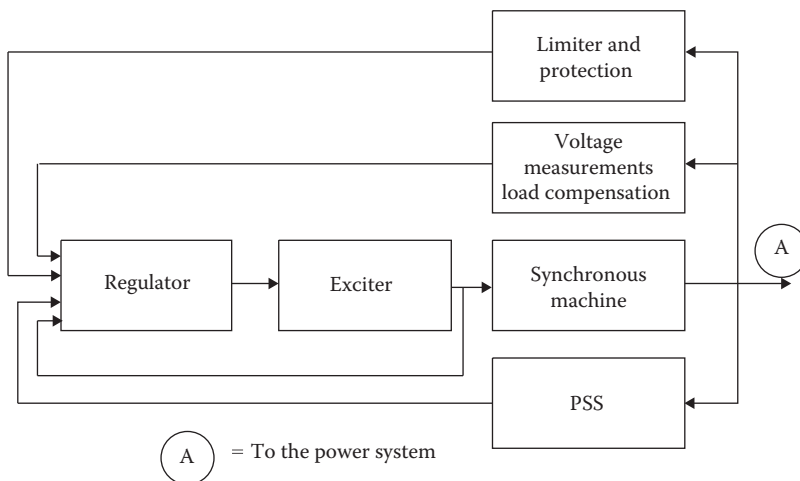 Limiter and
protection
Voltage
measurements
load compensation
A
Regulator
Exciter
Synchronous
machine
PSS
A = To the power system